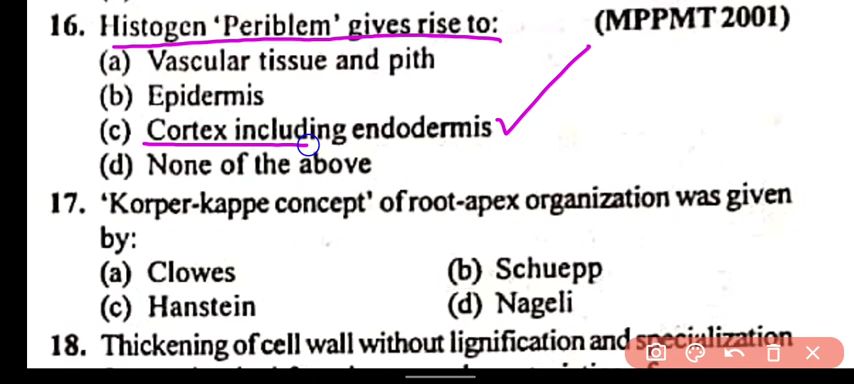 16. Histogen ‘Periblem’ gives rise to: (MPPMT 2001)
(a) Vascular tissue and pith
(b) Epidermis
(c) Cortex including endodermis
(d) None of the above
17. ‘Korper-kappe concept’ of root-apex organization was given
by:
(a) Clowes (b) Schuepp
(c) Hanstein (d) Nageli
18. Thickening of cell wall without lignification and specialization